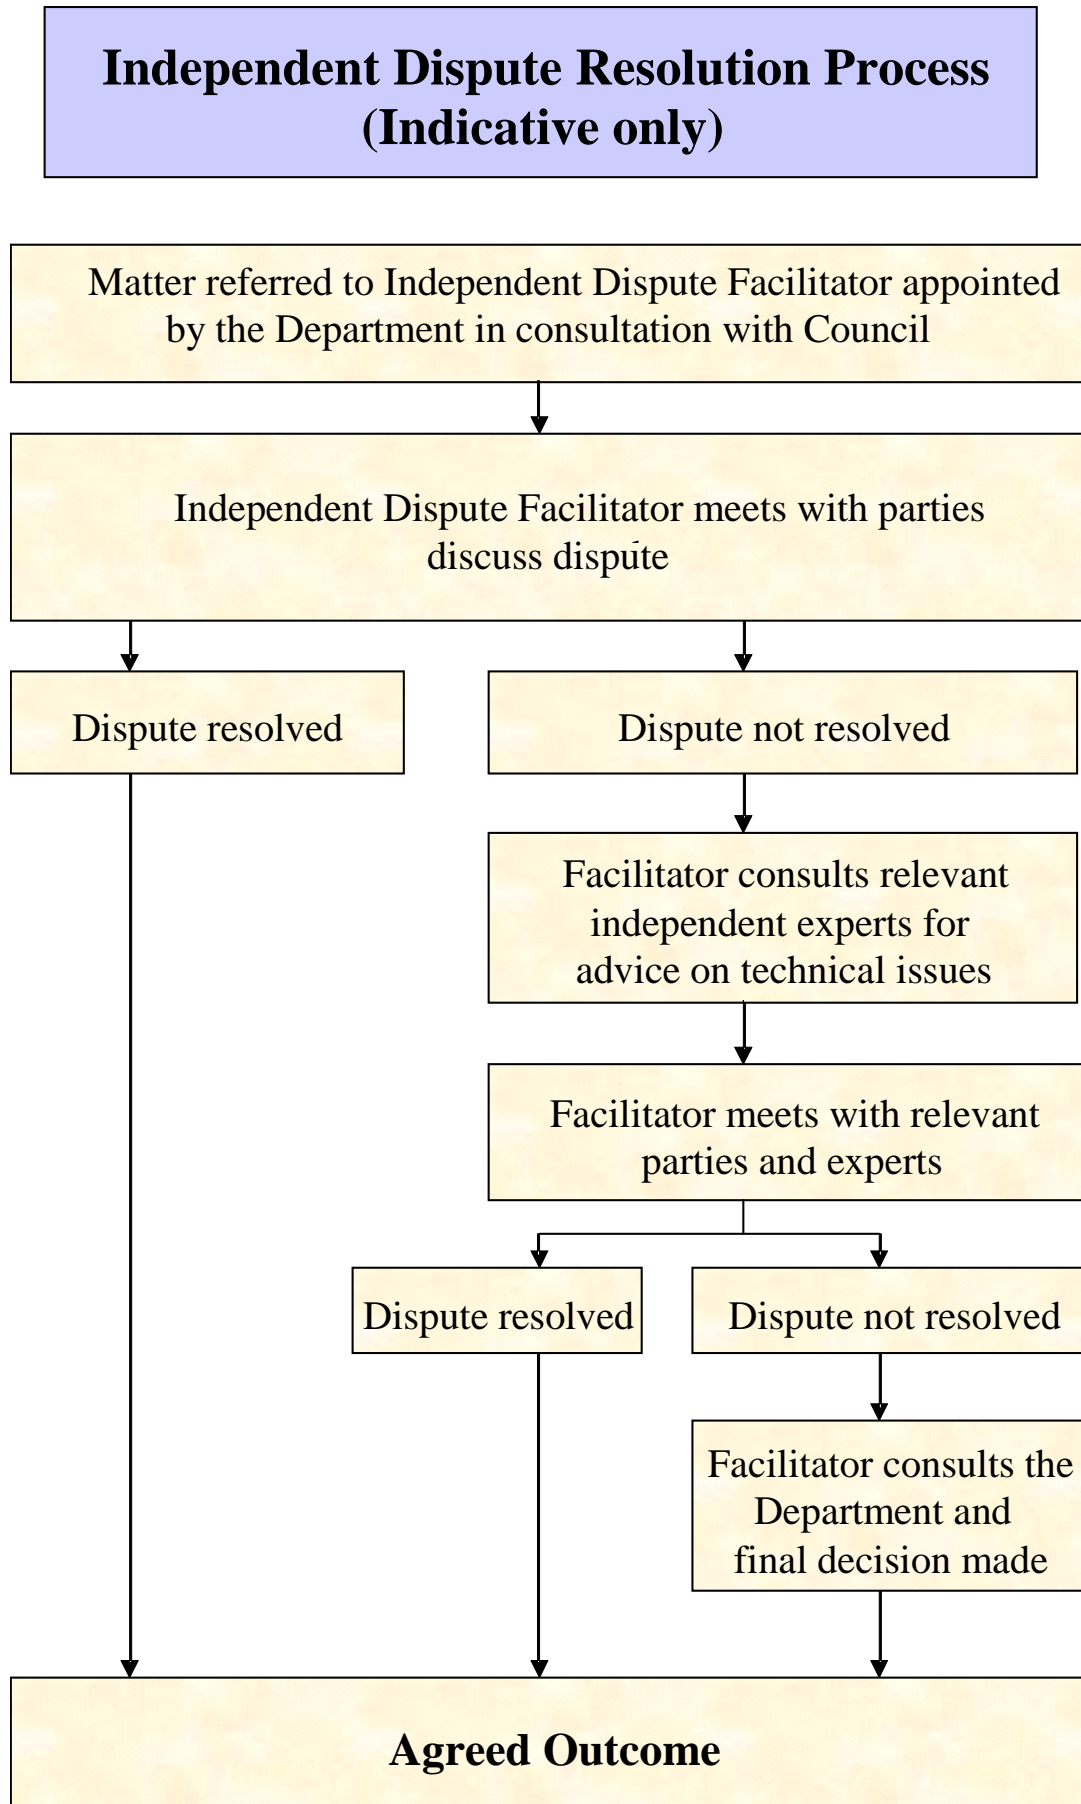 Independent Dispute Resolution Process
(Indicative only)
Matter referred to Independent Dispute Facilitator appointed
by the Department in consultation with Council
Independent Dispute Facilitator meets with parties
discuss dispute
Dispute resolved
Dispute not resolved
Facilitator consults relevant
independent experts for
advice on technical issues
Facilitator meets with relevant
parties and experts
Dispute resolved
Dispute not resolved
Facilitator consults the
Department and
final decision made
Agreed Outcome